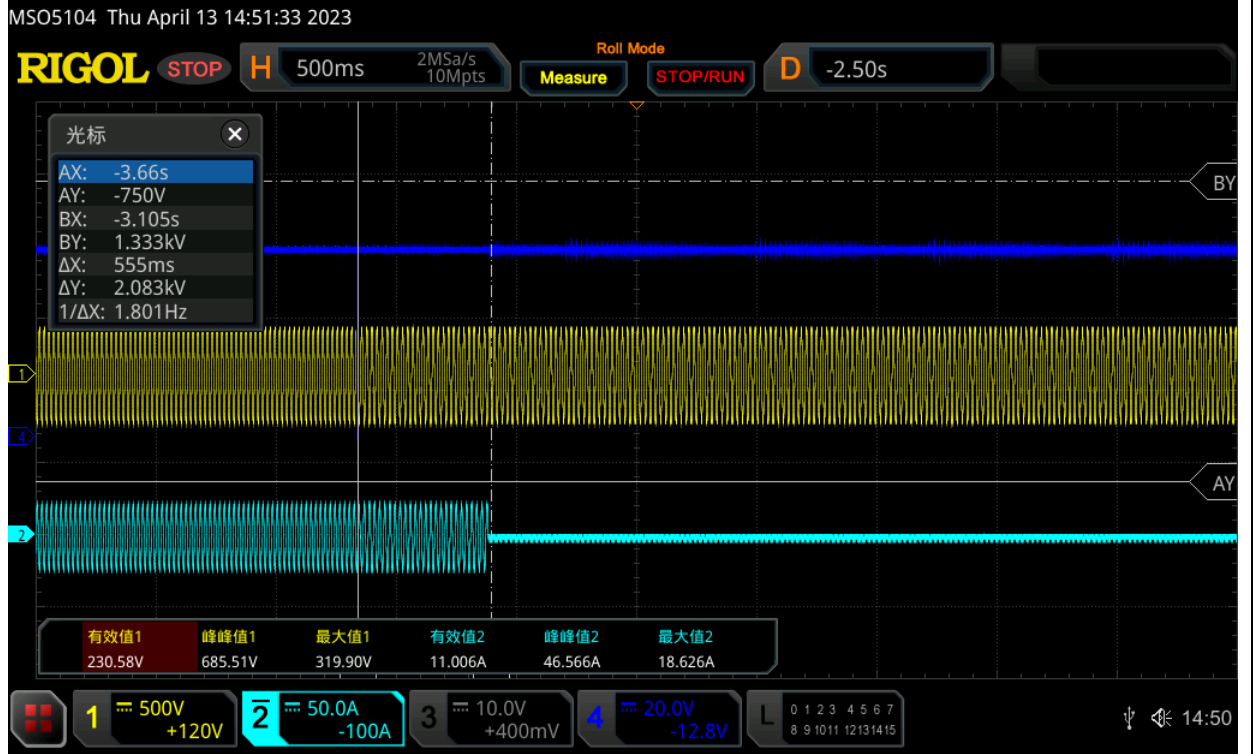 MSO5104 Thu April 13 14:51:33 2023
RIGOL STOP H 500ms 2MSa/s 10Mpts Roll Mode Measure STOP/RUN D -2.50s
光标
AX: -3.66s
AY: -750V
BX: -3.105s
BY: 1.333kV
ΔX: 555ms
ΔY: 2.083kV
1/ΔX: 1.801Hz
BY
1
4
AY
2
有效值1 峰峰值1 最大值1 有效值2 峰峰值2 最大值2
230.58V 685.51V 319.90V 11.006A 46.566A 18.626A
1 500V +120V
2 50.0A -100A
3 10.0V +400mV
4 20.0V -12.8V
L 0 1 2 3 4 5 6 7
8 9 10 11 12 13 14 15
14:50